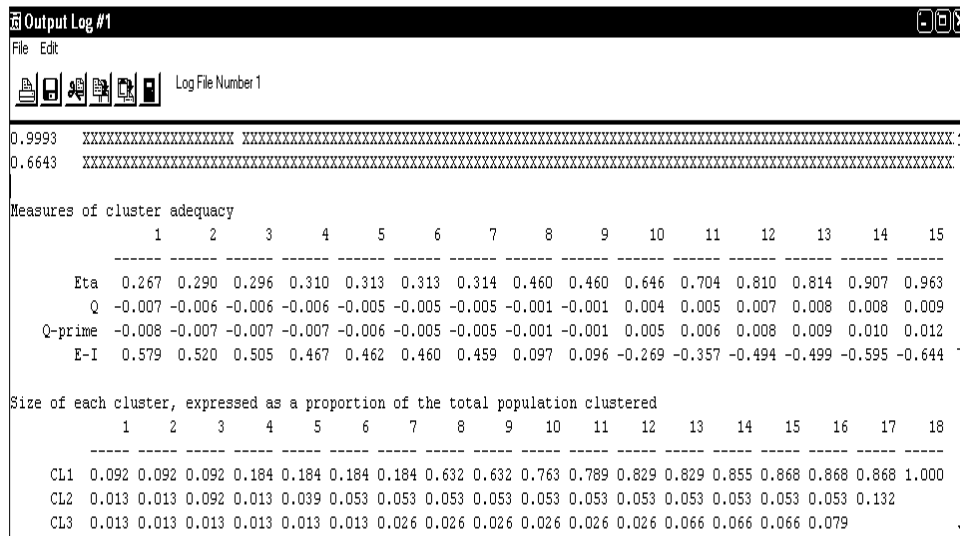 Output Log #1
File Edit
Log File Number 1
0.9993 XXXXXXXXXXXXXXXXXXX XXXXXXXXXXXXXXXXXXXXXXXXXXXXXXXXXXXXXXXXXXXXXXXXXXXXXXXXXXXXXXXXXXXXXXXXXXXXXXXXXXXXXXXXX
0.6643 XXXXXXXXXXXXXXXXXXXXXXXXXXXXXXXXXXXXXXXXXXXXXXXXXXXXXXXXXXXXXXXXXXXXXXXXXXXXXXXXXXXXXXXXXXXXXXXXXXXXXXXXXXXXX
Measures of cluster adequacy
1 2 3 4 5 6 7 8 9 10 11 12 13 14 15
------ ------ ------ ------ ------ ------ ------ ------ ------ ------ ------ ------ ------ ------ ------
Eta 0.267 0.290 0.296 0.310 0.313 0.313 0.314 0.460 0.460 0.646 0.704 0.810 0.814 0.907 0.963
Q -0.007 -0.006 -0.006 -0.006 -0.005 -0.005 -0.005 -0.001 -0.001 0.004 0.005 0.007 0.008 0.008 0.009
Q-prime -0.008 -0.007 -0.007 -0.007 -0.006 -0.005 -0.005 -0.001 -0.001 0.005 0.006 0.008 0.009 0.010 0.012
E-I 0.579 0.520 0.505 0.467 0.462 0.460 0.459 0.097 0.096 -0.269 -0.357 -0.494 -0.499 -0.595 -0.644
Size of each cluster, expressed as a proportion of the total population clustered
1 2 3 4 5 6 7 8 9 10 11 12 13 14 15 16 17 18
----- ----- ----- ----- ----- ----- ----- ----- ----- ----- ----- ----- ----- ----- ----- ----- ----- -----
CL1 0.092 0.092 0.092 0.184 0.184 0.184 0.184 0.632 0.632 0.763 0.789 0.829 0.829 0.855 0.868 0.868 0.868 1.000
CL2 0.013 0.013 0.092 0.013 0.039 0.053 0.053 0.053 0.053 0.053 0.053 0.053 0.053 0.053 0.053 0.053 0.132
CL3 0.013 0.013 0.013 0.013 0.013 0.013 0.026 0.026 0.026 0.026 0.026 0.026 0.026 0.066 0.066 0.066 0.079